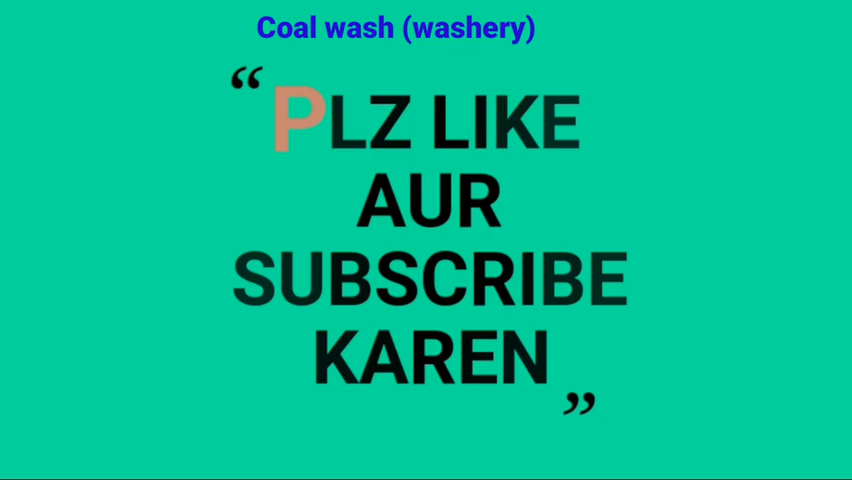 Coal wash (washery)
“PLZ LIKE
AUR
SUBSCRIBE
KAREN”